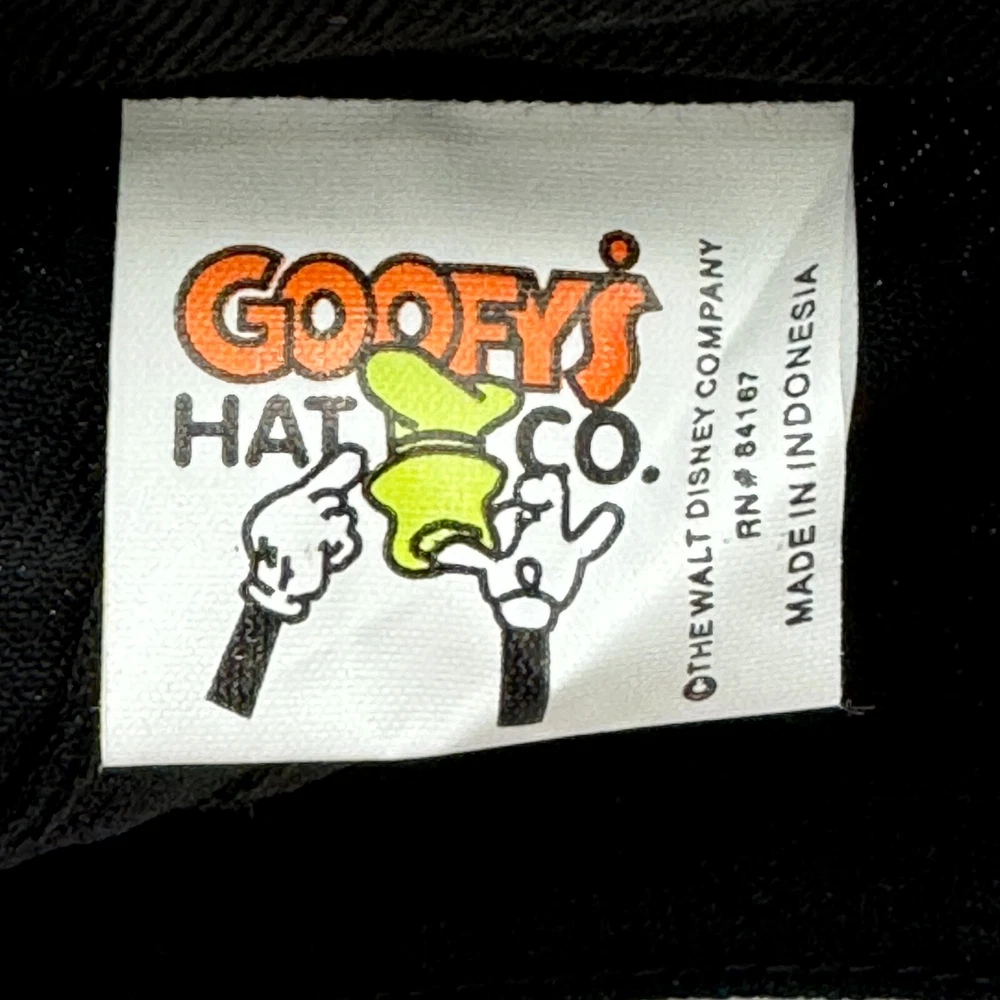 GOOFY'S
HAT CO.
©THE WALT DISNEY COMPANY
RN# 84167
MADE IN INDONESIA